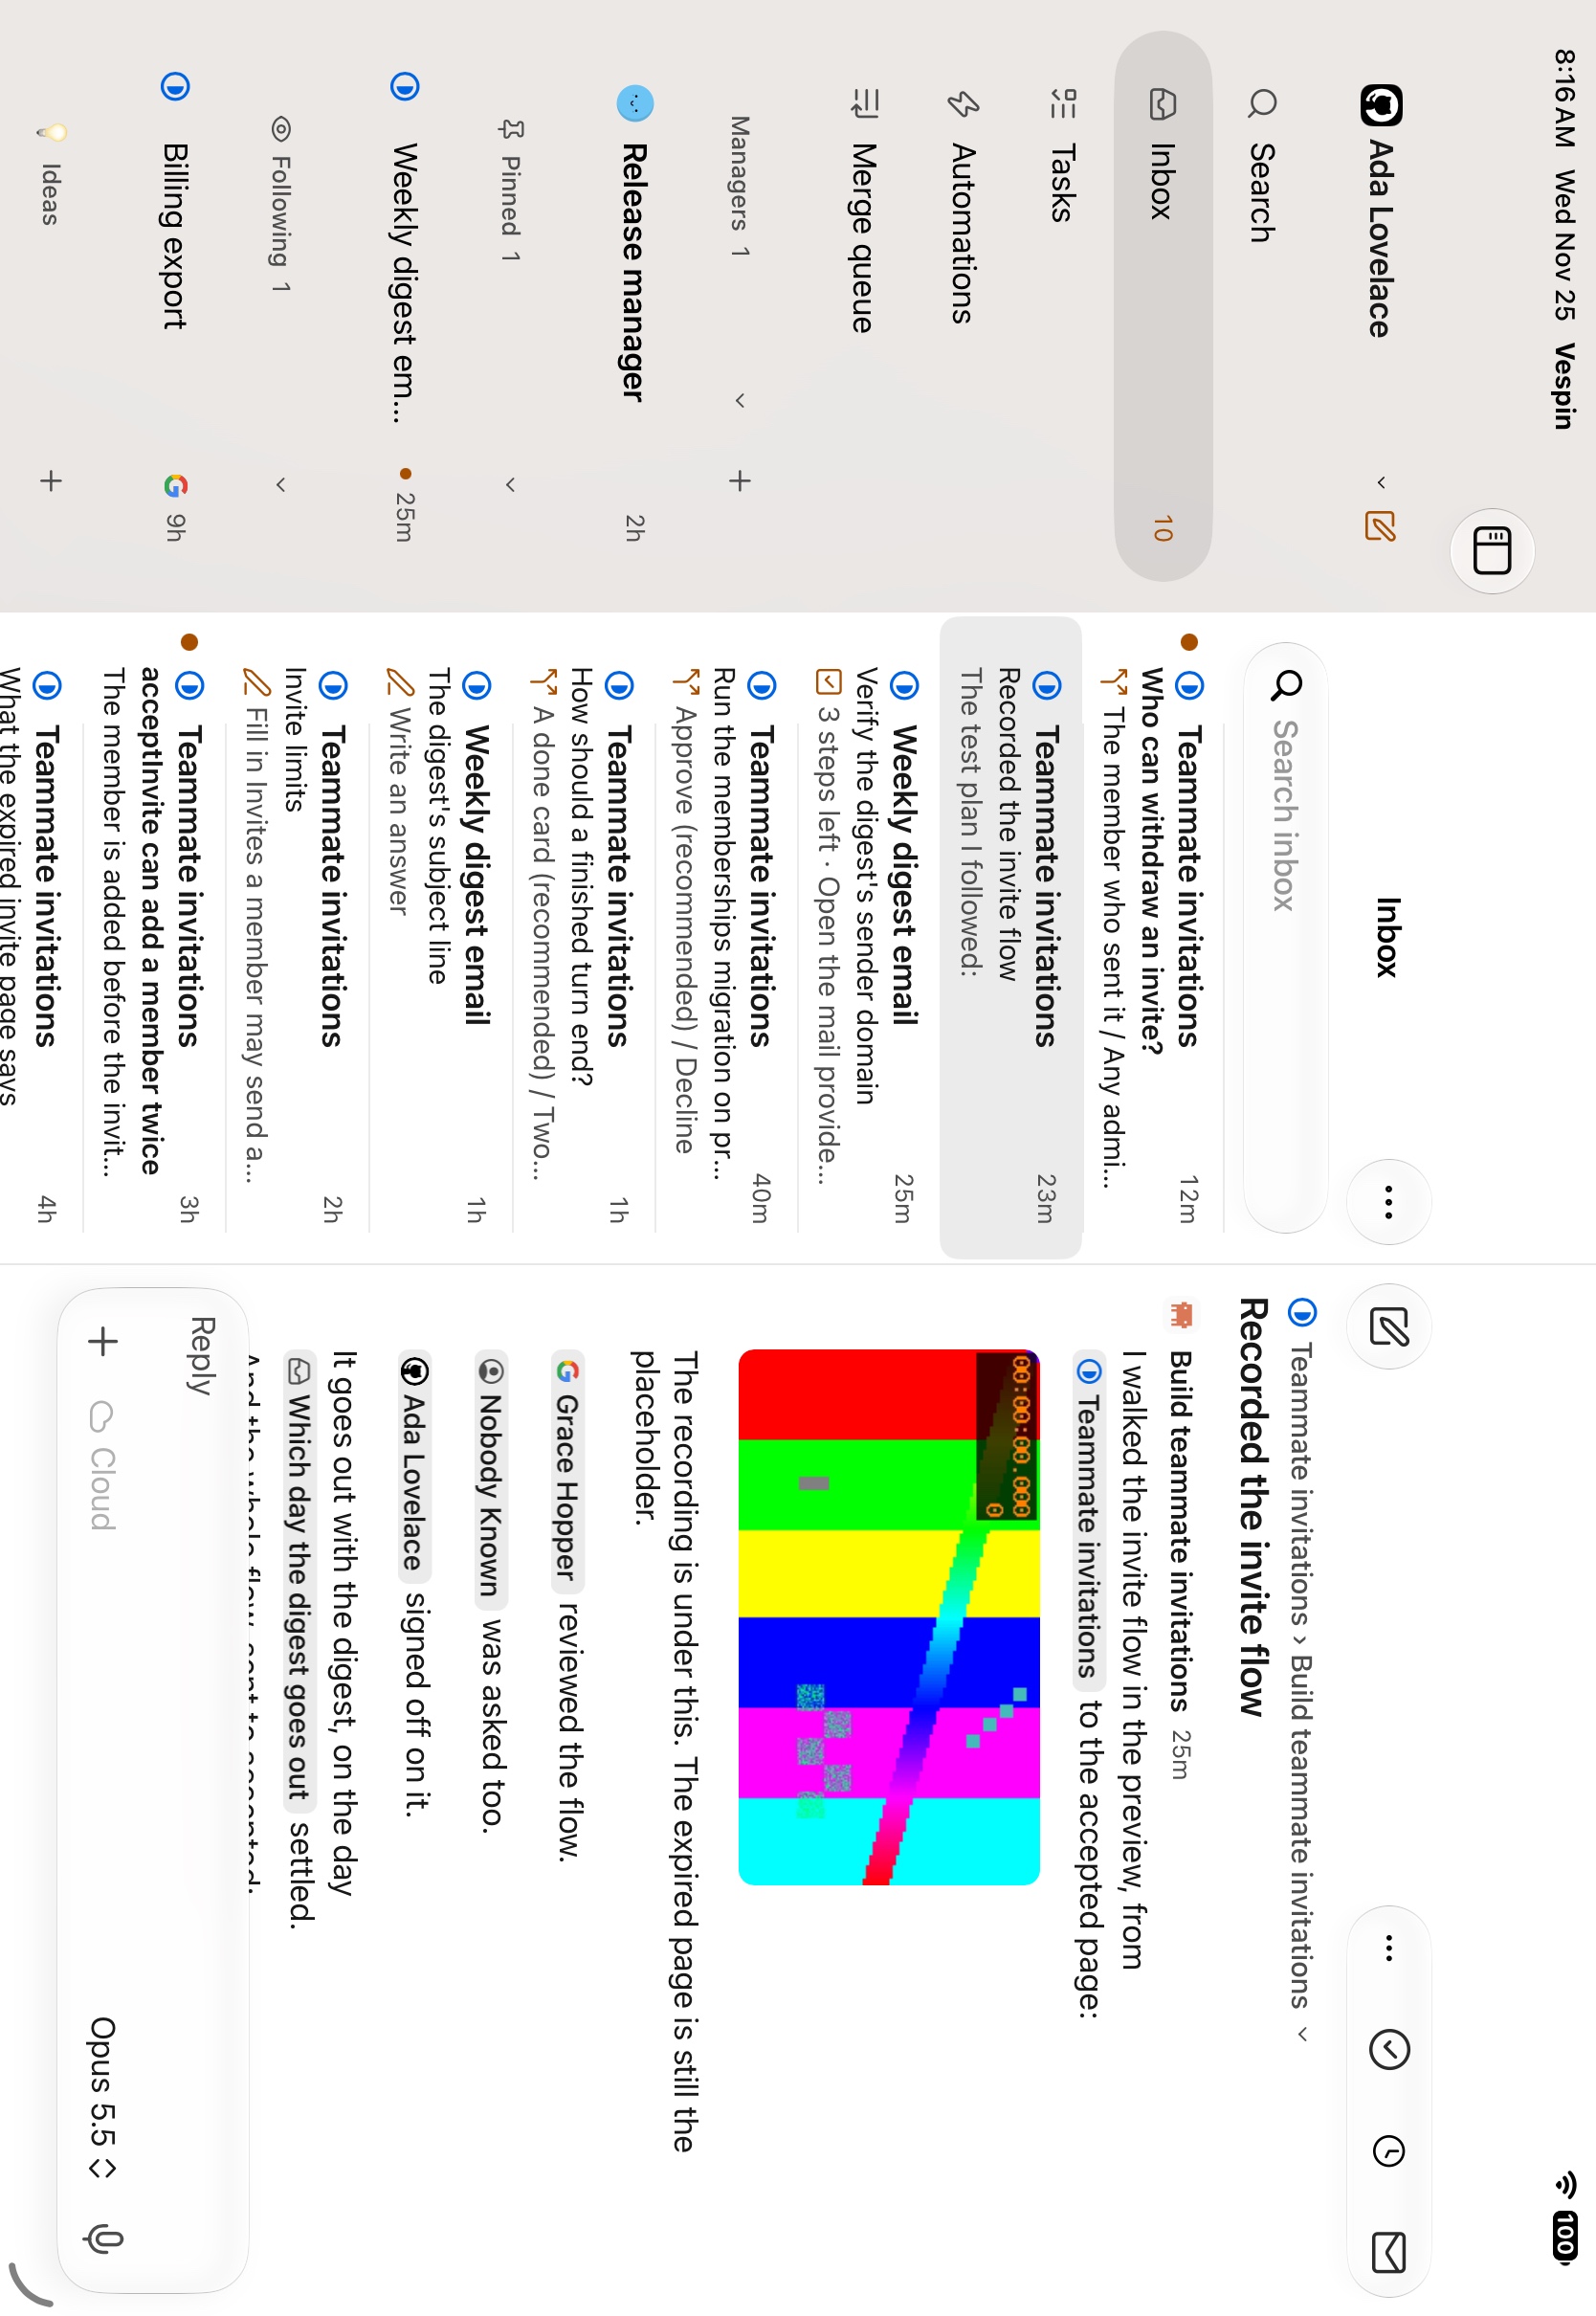 8:16 AM Wed Nov 25 Vespin
100
Ada Lovelace
Search
Inbox 10
Tasks
Automations
Merge queue
Managers 1
Release manager 2h
Pinned 1
Weekly digest em... 25m
Following 1
Billing export 9h
Ideas
Inbox
Search inbox
Teammate invitations 12m
Who can withdraw an invite?
The member who sent it / Any admi...
Teammate invitations 23m
Recorded the invite flow
The test plan I followed:
Weekly digest email 25m
Verify the digest's sender domain
3 steps left · Open the mail provide...
Teammate invitations 40m
Run the memberships migration on pr...
Approve (recommended) / Decline
Teammate invitations 1h
How should a finished turn end?
A done card (recommended) / Two...
Weekly digest email 1h
The digest's subject line
Write an answer
Teammate invitations 2h
Invite limits
Fill in Invites a member may send a...
Teammate invitations 3h
acceptInvite can add a member twice
The member is added before the invit...
Teammate invitations 4h
What the expired invite page says
Teammate invitations › Build teammate invitations
Recorded the invite flow
Build teammate invitations 25m
I walked the invite flow in the preview, from
Teammate invitations to the accepted page:
00:00:00.000
0
The recording is under this. The expired page is still the
placeholder.
Grace Hopper reviewed the flow.
Nobody Known was asked too.
Ada Lovelace signed off on it.
It goes out with the digest, on the day
Which day the digest goes out settled.
And the whole flow, sent to accepted:
Reply
Cloud
Opus 5.5